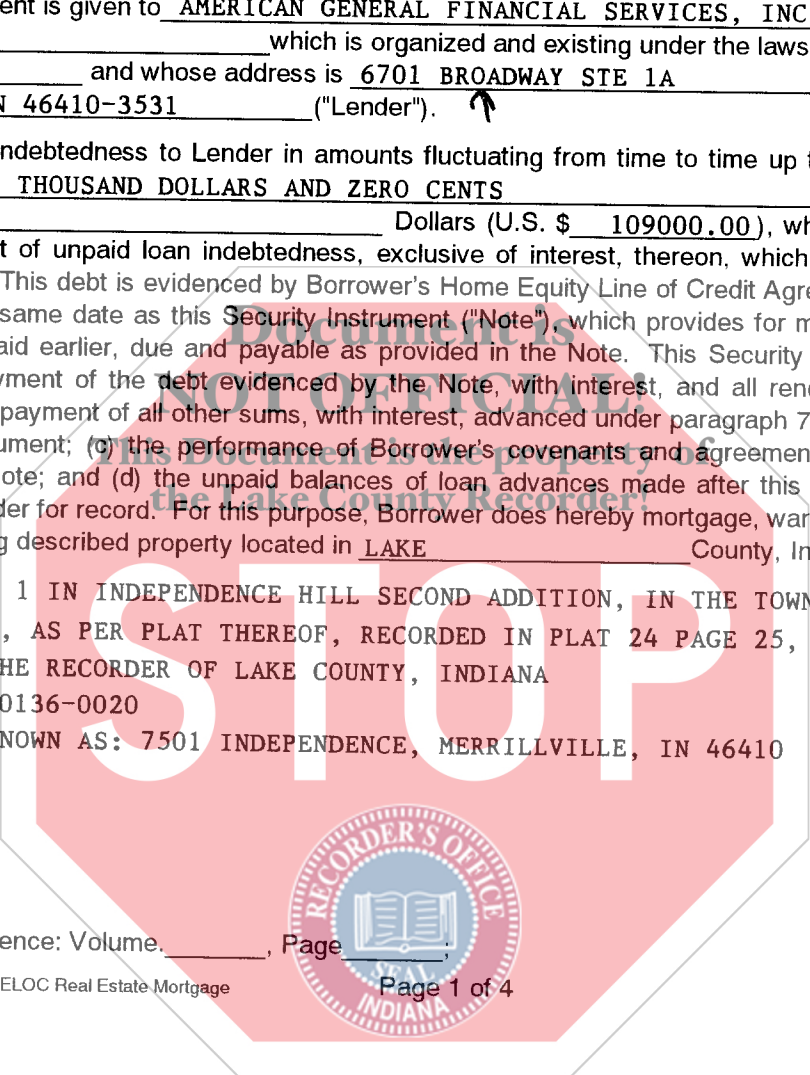 ent is given to AMERICAN GENERAL FINANCIAL SERVICES, INC
which is organized and existing under the laws
and whose address is 6701 BROADWAY STE 1A
N 46410-3531 ("Lender").
ndebtedness to Lender in amounts fluctuating from time to time up t
THOUSAND DOLLARS AND ZERO CENTS
Dollars (U.S. $ 109000.00), wh
t of unpaid loan indebtedness, exclusive of interest, thereon, which
This debt is evidenced by Borrower's Home Equity Line of Credit Agre
same date as this Security Instrument ("Note"), which provides for m
Document is
aid earlier, due and payable as provided in the Note. This Security
yment of the debt evidenced by the Note, with interest, and all rene
NOT OFFICIAL!
payment of all other sums, with interest, advanced under paragraph 7
ument; (c) the performance of Borrower's covenants and agreemen
This Document is the property of
ote; and (d) the unpaid balances of loan advances made after this
the Lake County Recorder!
der for record. For this purpose, Borrower does hereby mortgage, war
g described property located in LAKE County, In
1 IN INDEPENDENCE HILL SECOND ADDITION, IN THE TOWN
, AS PER PLAT THEREOF, RECORDED IN PLAT 24 PAGE 25,
HE RECORDER OF LAKE COUNTY, INDIANA
0136-0020
NOWN AS: 7501 INDEPENDENCE, MERRILLVILLE, IN 46410
STOP
RECORDER'S OFFICE
SEAL
INDIANA
ence: Volume. , Page ;
ELOC Real Estate Mortgage Page 1 of 4